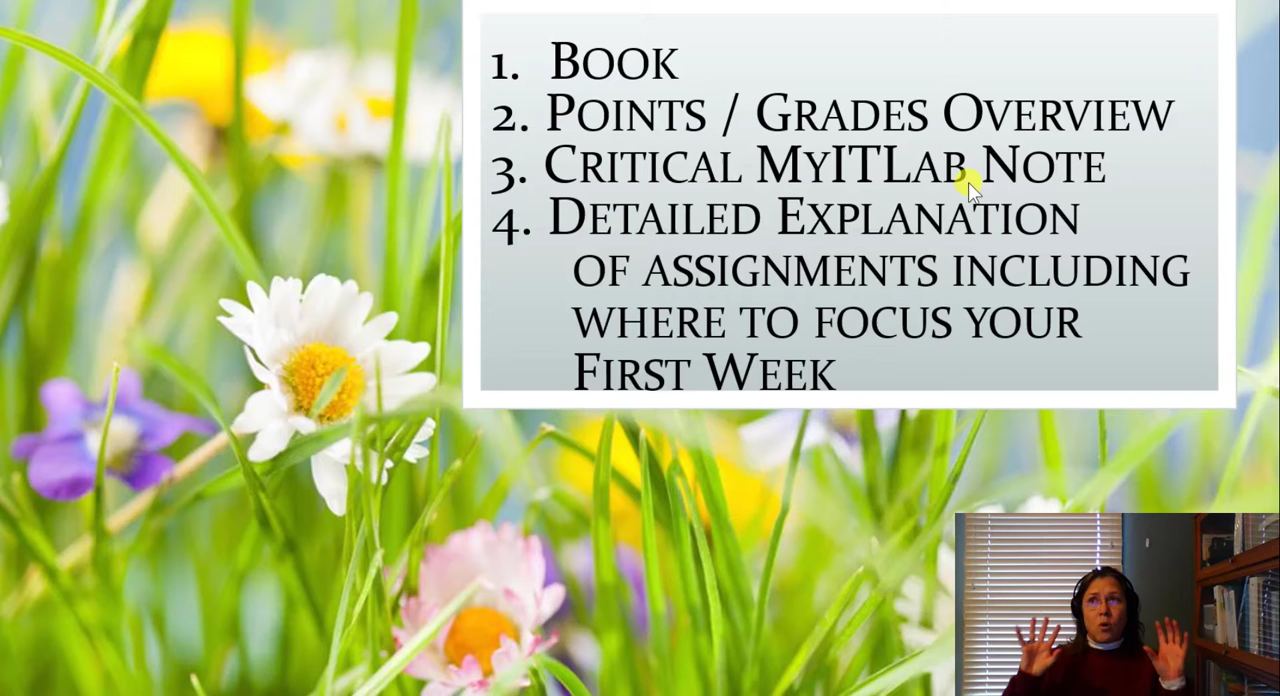 1. Book
2. Points / Grades Overview
3. Critical MyITLab Note
4. Detailed Explanation
of assignments including
where to focus your
First Week